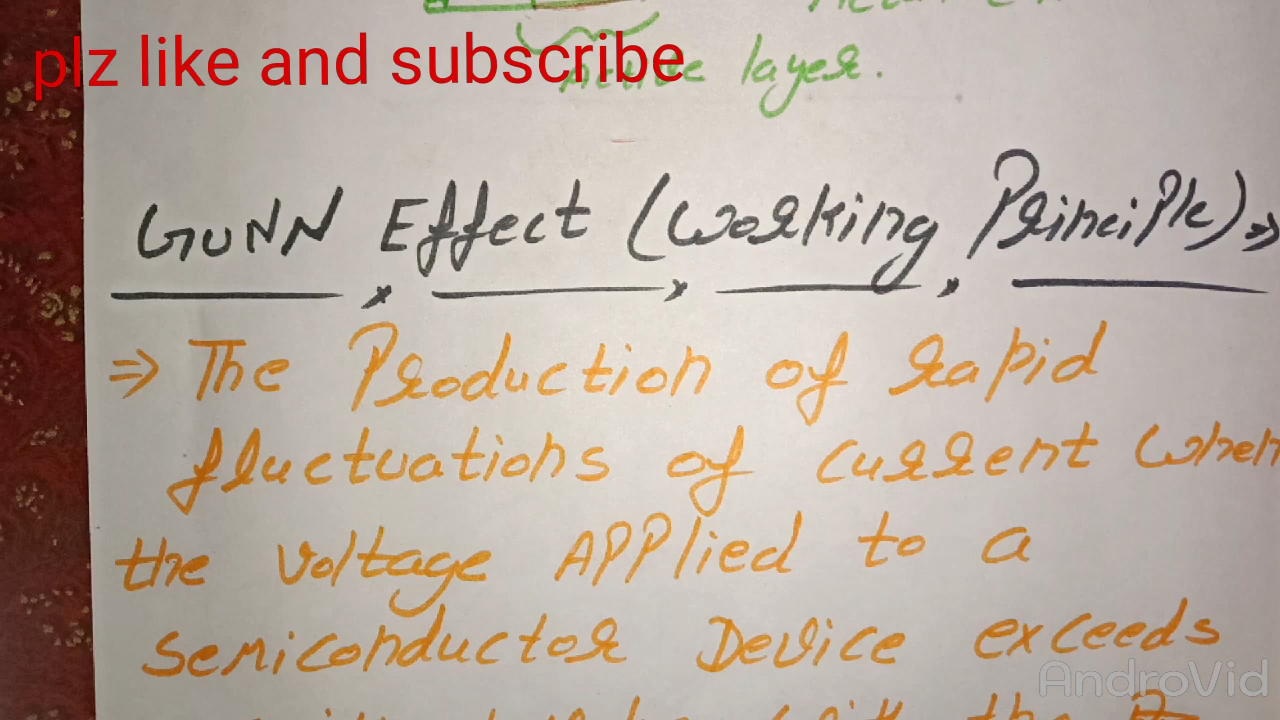 plz like and subscribe
Active layer.
GUNN Effect (Working Principle) ⇒
⇒ The Production of rapid
fluctuations of current when
the voltage APPlied to a
semiconductor Device exceeds
AndroVid